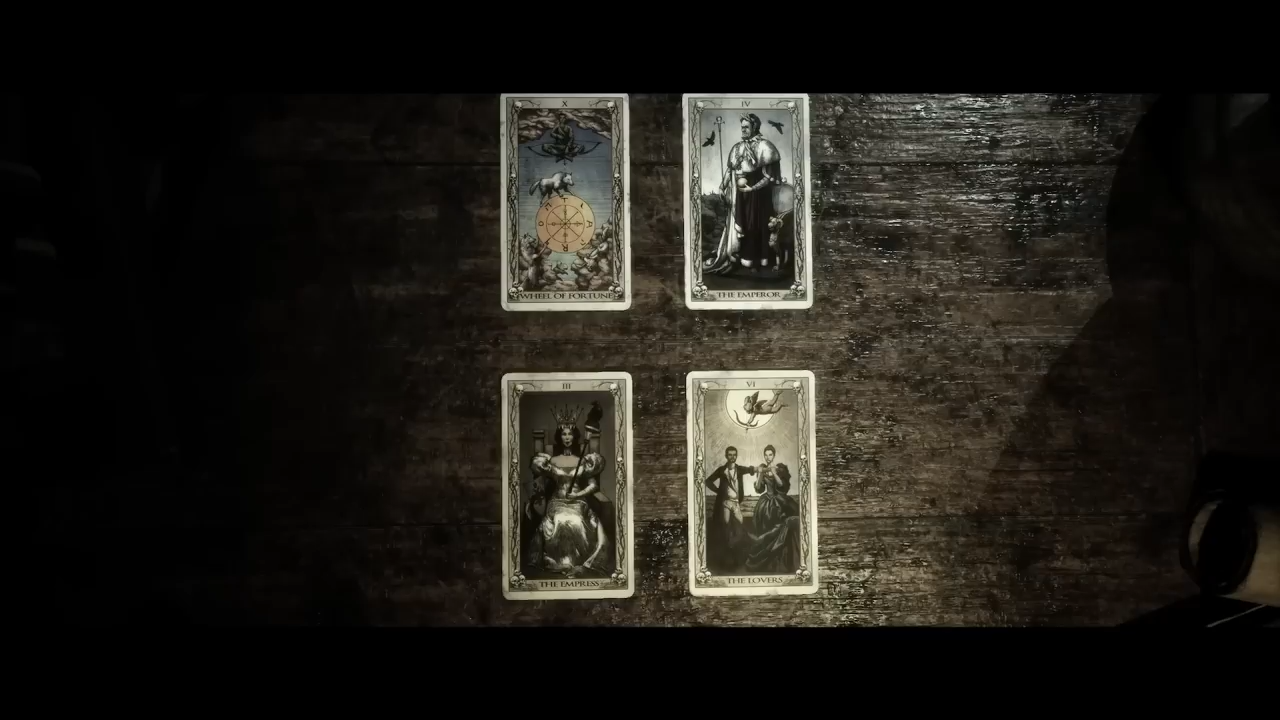 X
WHEEL OF FORTUNE
IV
THE EMPEROR
III
THE EMPRESS
VI
THE LOVERS